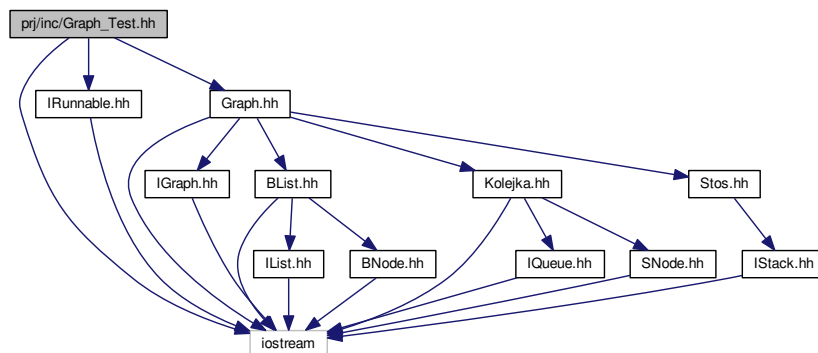 prj/inc/Graph_Test.hh
IRunnable.hh
Graph.hh
IGraph.hh
BList.hh
Kolejka.hh
Stos.hh
IList.hh
BNode.hh
IQueue.hh
SNode.hh
IStack.hh
iostream